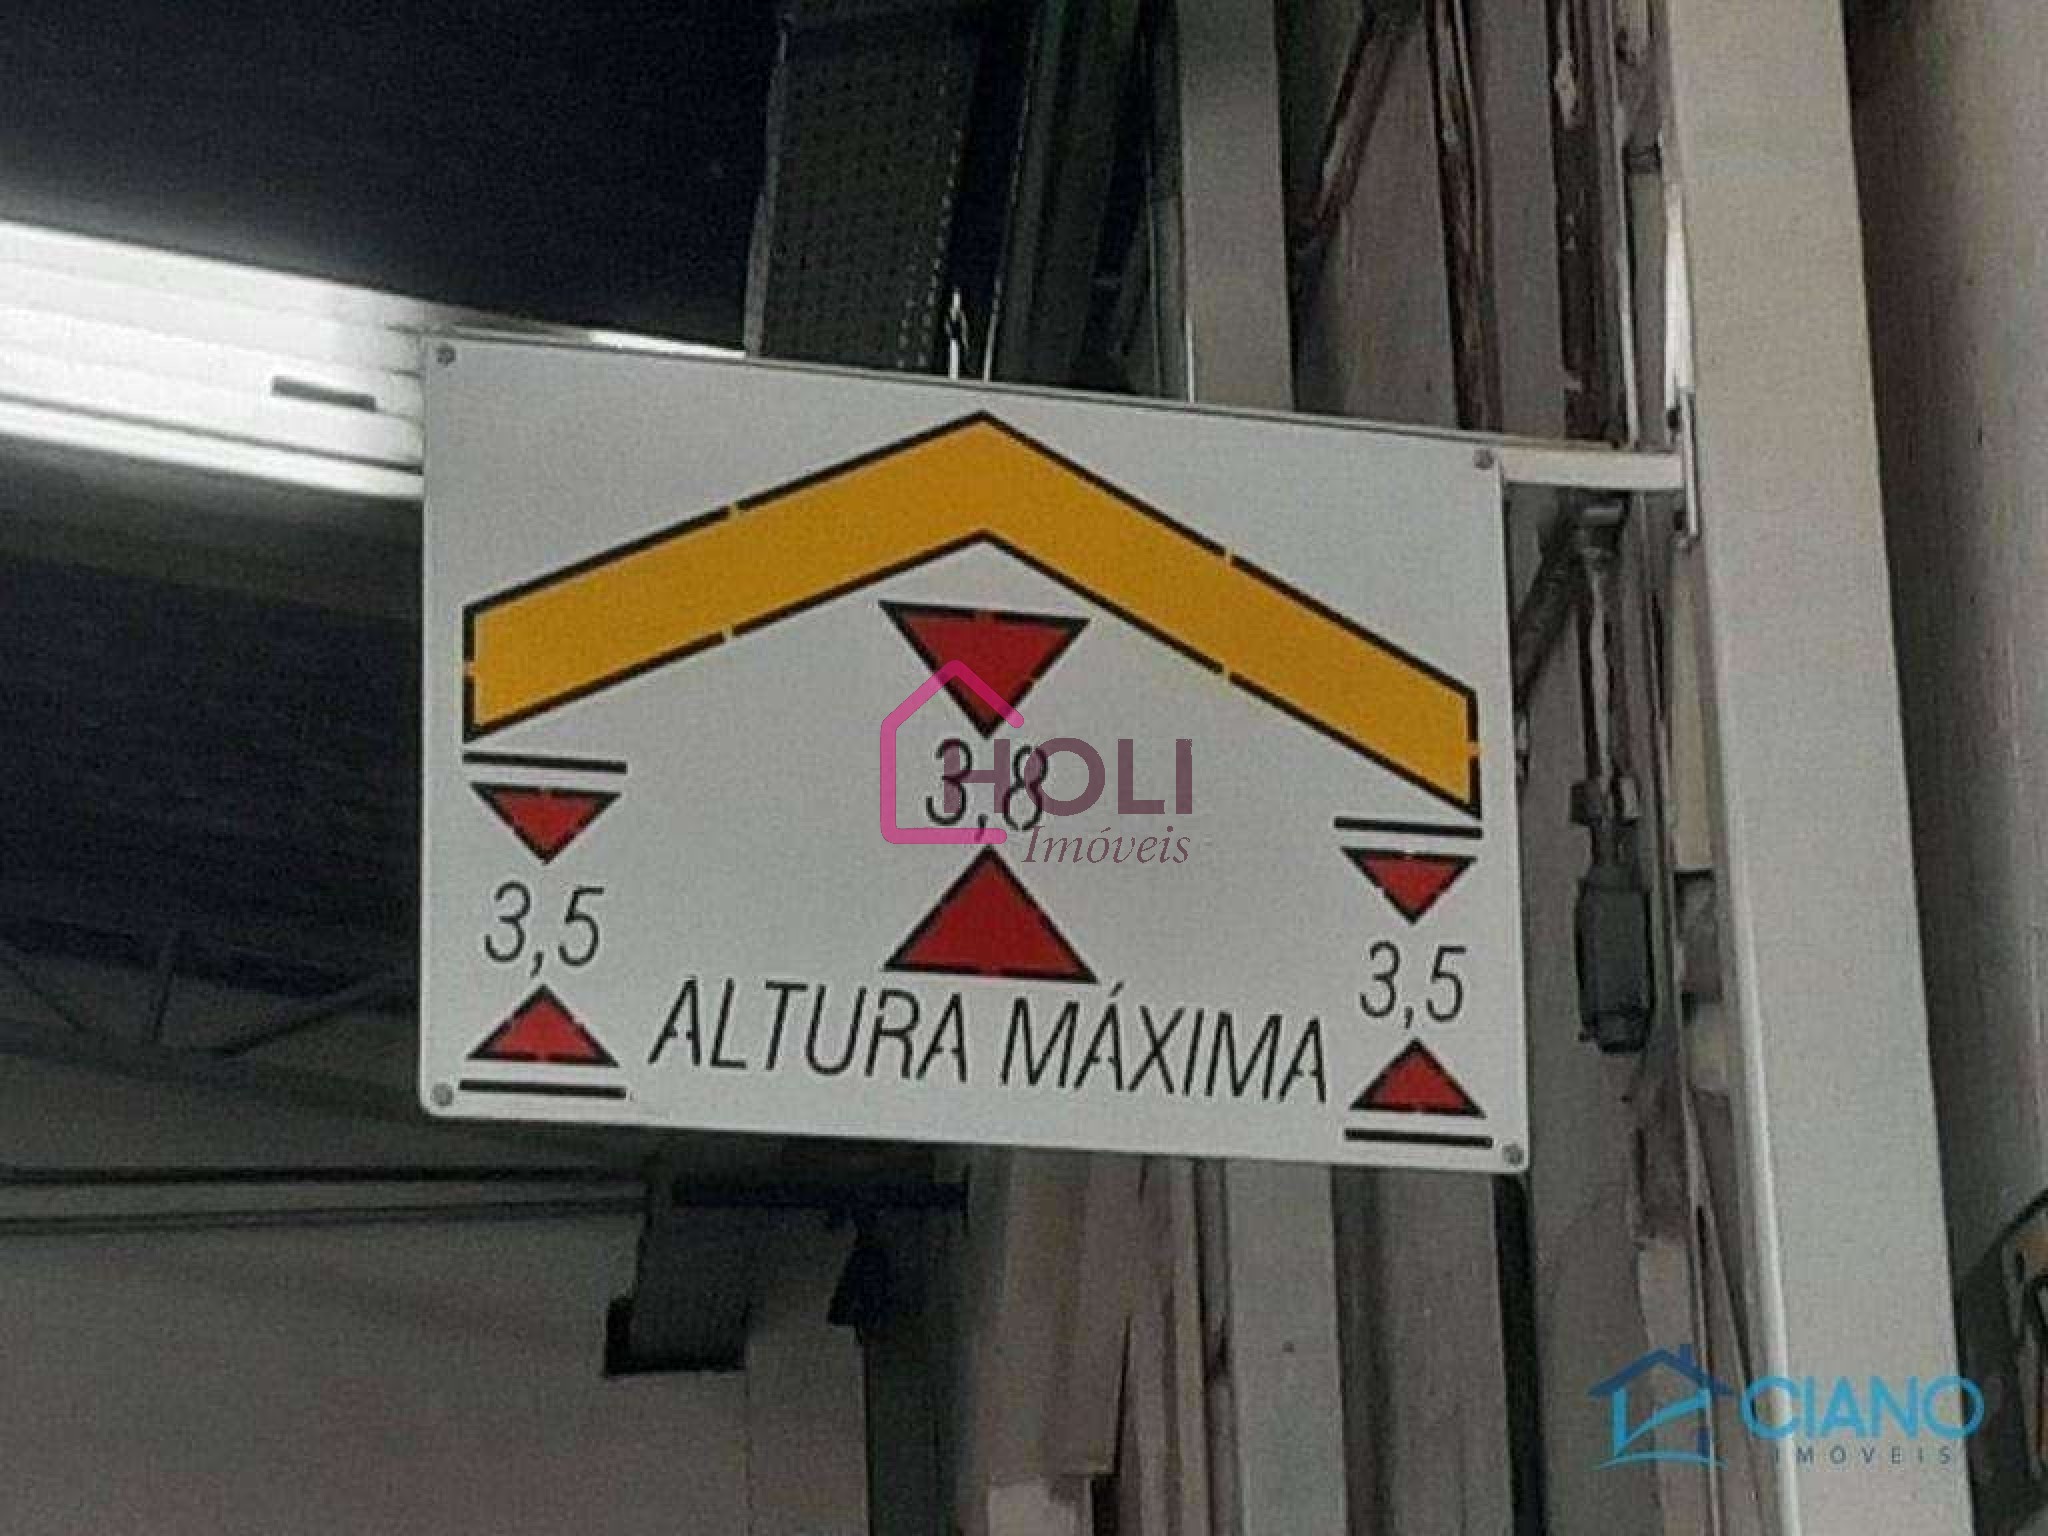 3,8
HOLI
Imóveis
3,5
3,5
ALTURA MÁXIMA
CIANO
IMÓVEIS